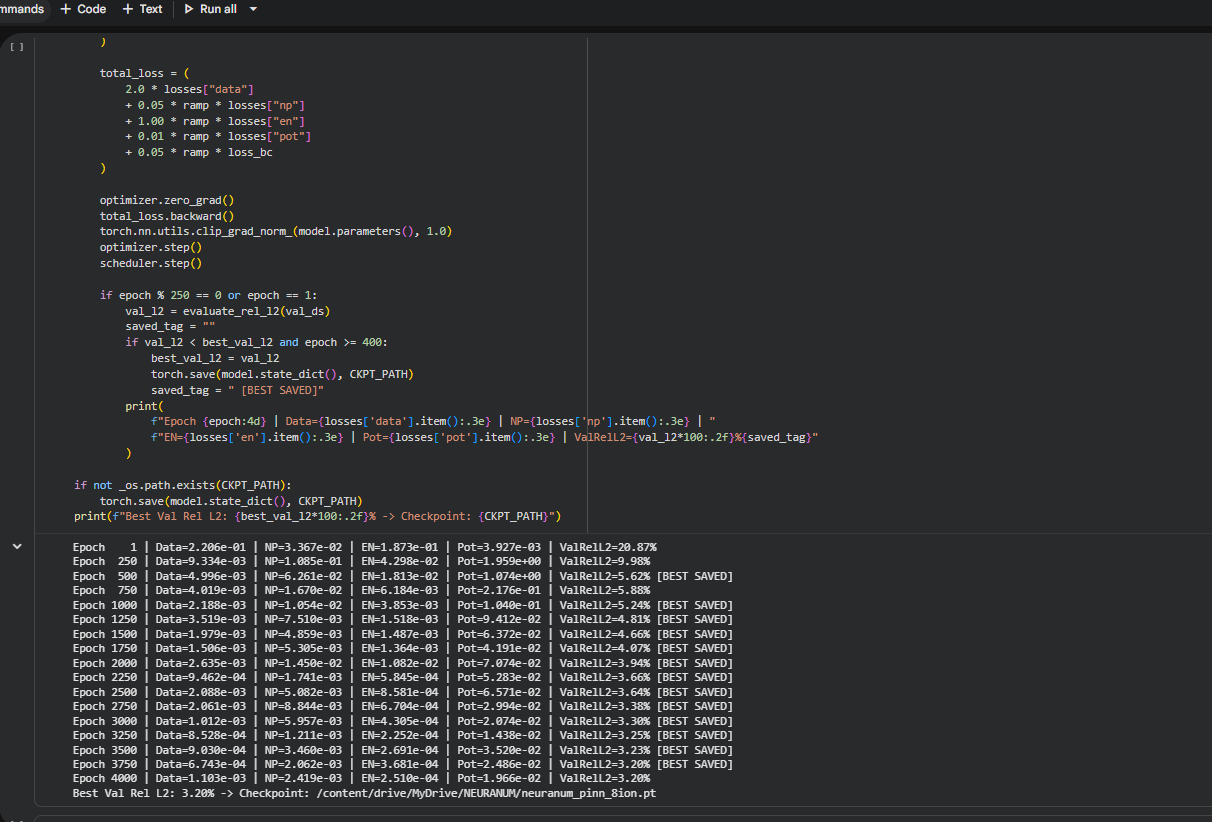 mmands + Code + Text Run all
[ ]
)
total_loss = (
2.0 * losses["data"]
+ 0.05 * ramp * losses["np"]
+ 1.00 * ramp * losses["en"]
+ 0.01 * ramp * losses["pot"]
+ 0.05 * ramp * loss_bc
)
optimizer.zero_grad()
total_loss.backward()
torch.nn.utils.clip_grad_norm_(model.parameters(), 1.0)
optimizer.step()
scheduler.step()
if epoch % 250 == 0 or epoch == 1:
val_l2 = evaluate_rel_l2(val_ds)
saved_tag = ""
if val_l2 < best_val_l2 and epoch >= 400:
best_val_l2 = val_l2
torch.save(model.state_dict(), CKPT_PATH)
saved_tag = " [BEST SAVED]"
print(
f"Epoch {epoch:4d} | Data={losses['data'].item():.3e} | NP={losses['np'].item():.3e} | "
f"EN={losses['en'].item():.3e} | Pot={losses['pot'].item():.3e} | ValRelL2={val_l2*100:.2f}%{saved_tag}"
)
if not _os.path.exists(CKPT_PATH):
torch.save(model.state_dict(), CKPT_PATH)
print(f"Best Val Rel L2: {best_val_l2*100:.2f}% -> Checkpoint: {CKPT_PATH}")
Epoch    1 | Data=2.206e-01 | NP=3.367e-02 | EN=1.873e-01 | Pot=3.927e-03 | ValRelL2=20.87%
Epoch  250 | Data=9.334e-03 | NP=1.085e-01 | EN=4.298e-02 | Pot=1.959e+00 | ValRelL2=9.98%
Epoch  500 | Data=4.996e-03 | NP=6.261e-02 | EN=1.813e-02 | Pot=1.074e+00 | ValRelL2=5.62% [BEST SAVED]
Epoch  750 | Data=4.019e-03 | NP=1.670e-02 | EN=6.184e-03 | Pot=2.176e-01 | ValRelL2=5.88%
Epoch 1000 | Data=2.188e-03 | NP=1.054e-02 | EN=3.853e-03 | Pot=1.040e-01 | ValRelL2=5.24% [BEST SAVED]
Epoch 1250 | Data=3.519e-03 | NP=7.510e-03 | EN=1.518e-03 | Pot=9.412e-02 | ValRelL2=4.81% [BEST SAVED]
Epoch 1500 | Data=1.979e-03 | NP=4.859e-03 | EN=1.487e-03 | Pot=6.372e-02 | ValRelL2=4.66% [BEST SAVED]
Epoch 1750 | Data=1.506e-03 | NP=5.305e-03 | EN=1.364e-03 | Pot=4.191e-02 | ValRelL2=4.07% [BEST SAVED]
Epoch 2000 | Data=2.635e-03 | NP=1.450e-02 | EN=1.082e-02 | Pot=7.074e-02 | ValRelL2=3.94% [BEST SAVED]
Epoch 2250 | Data=9.462e-04 | NP=1.741e-03 | EN=5.845e-04 | Pot=5.283e-02 | ValRelL2=3.66% [BEST SAVED]
Epoch 2500 | Data=2.088e-03 | NP=5.082e-03 | EN=8.581e-04 | Pot=6.571e-02 | ValRelL2=3.64% [BEST SAVED]
Epoch 2750 | Data=2.061e-03 | NP=8.844e-03 | EN=6.704e-04 | Pot=2.994e-02 | ValRelL2=3.38% [BEST SAVED]
Epoch 3000 | Data=1.012e-03 | NP=5.957e-03 | EN=4.305e-04 | Pot=2.074e-02 | ValRelL2=3.30% [BEST SAVED]
Epoch 3250 | Data=8.528e-04 | NP=1.211e-03 | EN=2.252e-04 | Pot=1.438e-02 | ValRelL2=3.25% [BEST SAVED]
Epoch 3500 | Data=9.030e-04 | NP=3.460e-03 | EN=2.691e-04 | Pot=3.520e-02 | ValRelL2=3.23% [BEST SAVED]
Epoch 3750 | Data=6.743e-04 | NP=2.062e-03 | EN=3.681e-04 | Pot=2.486e-02 | ValRelL2=3.20% [BEST SAVED]
Epoch 4000 | Data=1.103e-03 | NP=2.419e-03 | EN=2.510e-04 | Pot=1.966e-02 | ValRelL2=3.20%
Best Val Rel L2: 3.20% -> Checkpoint: /content/drive/MyDrive/NEURANUM/neuranum_pinn_8ion.pt